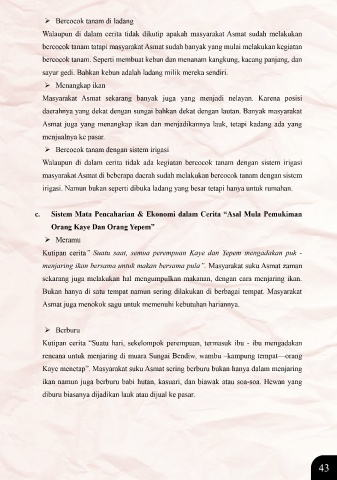 ➢ Bercocok tanam di ladang
Walaupun di dalam cerita tidak dikutip apakah masyarakat Asmat sudah melakukan
bercocok tanam tatapi masyarakat Asmat sudah banyak yang mulai melakukan kegiatan
bercocok tanam. Seperti membuat kebun dan menanam kangkung, kacang panjang, dan
sayur gedi. Bahkan kebun adalah ladang milik mereka sendiri.
➢ Menangkap ikan
Masyarakat Asmat sekarang banyak juga yang menjadi nelayan. Karena posisi
daerahnya yang dekat dengan sungai bahkan dekat dengan lautan. Banyak masyarakat
Asmat juga yang menangkap ikan dan menjadikannya lauk, tetapi kadang ada yang
menjualnya ke pasar.
➢ Bercocok tanam dengan sistem irigasi
Walaupun di dalam cerita tidak ada kegiatan bercocok tanam dengan sistem irigasi
masyarakat Asmat di beberapa daerah sudah melakukan bercocok tanam dengan sistem
irigasi. Namun bukan seperti dibuka ladang yang besar tetapi hanya untuk rumahan.
c. Sistem Mata Pencaharian & Ekonomi dalam Cerita “Asal Mula Pemukiman
Orang Kaye Dan Orang Yepem”
➢ Meramu
Kutipan cerita” Suatu saat, semua perempuan Kaye dan Yepem mengadakan puk -
menjaring ikan bersama untuk makan bersama pula”. Masyarakat suku Asmat zaman
sekarang juga melakukan hal mengumpulkan makanan, dengan cara menjaring ikan.
Bukan hanya di satu tempat namun sering dilakukan di berbagai tempat. Masyarakat
Asmat juga menokok sagu untuk memenuhi kebutuhan hariannya.
➢ Berburu
Kutipan cerita “Suatu hari, sekelompok perempuan, termasuk ibu - ibu mengadakan
rencana untuk menjaring di muara Sungai Bendiw, wambu –kampung tempat—orang
Kaye menetap”. Masyarakat suku Asmat sering berburu bukan hanya dalam menjaring
ikan namun juga berburu babi hutan, kasuari, dan biawak atau soa-soa. Hewan yang
diburu biasanya dijadikan lauk atau dijual ke pasar.
43